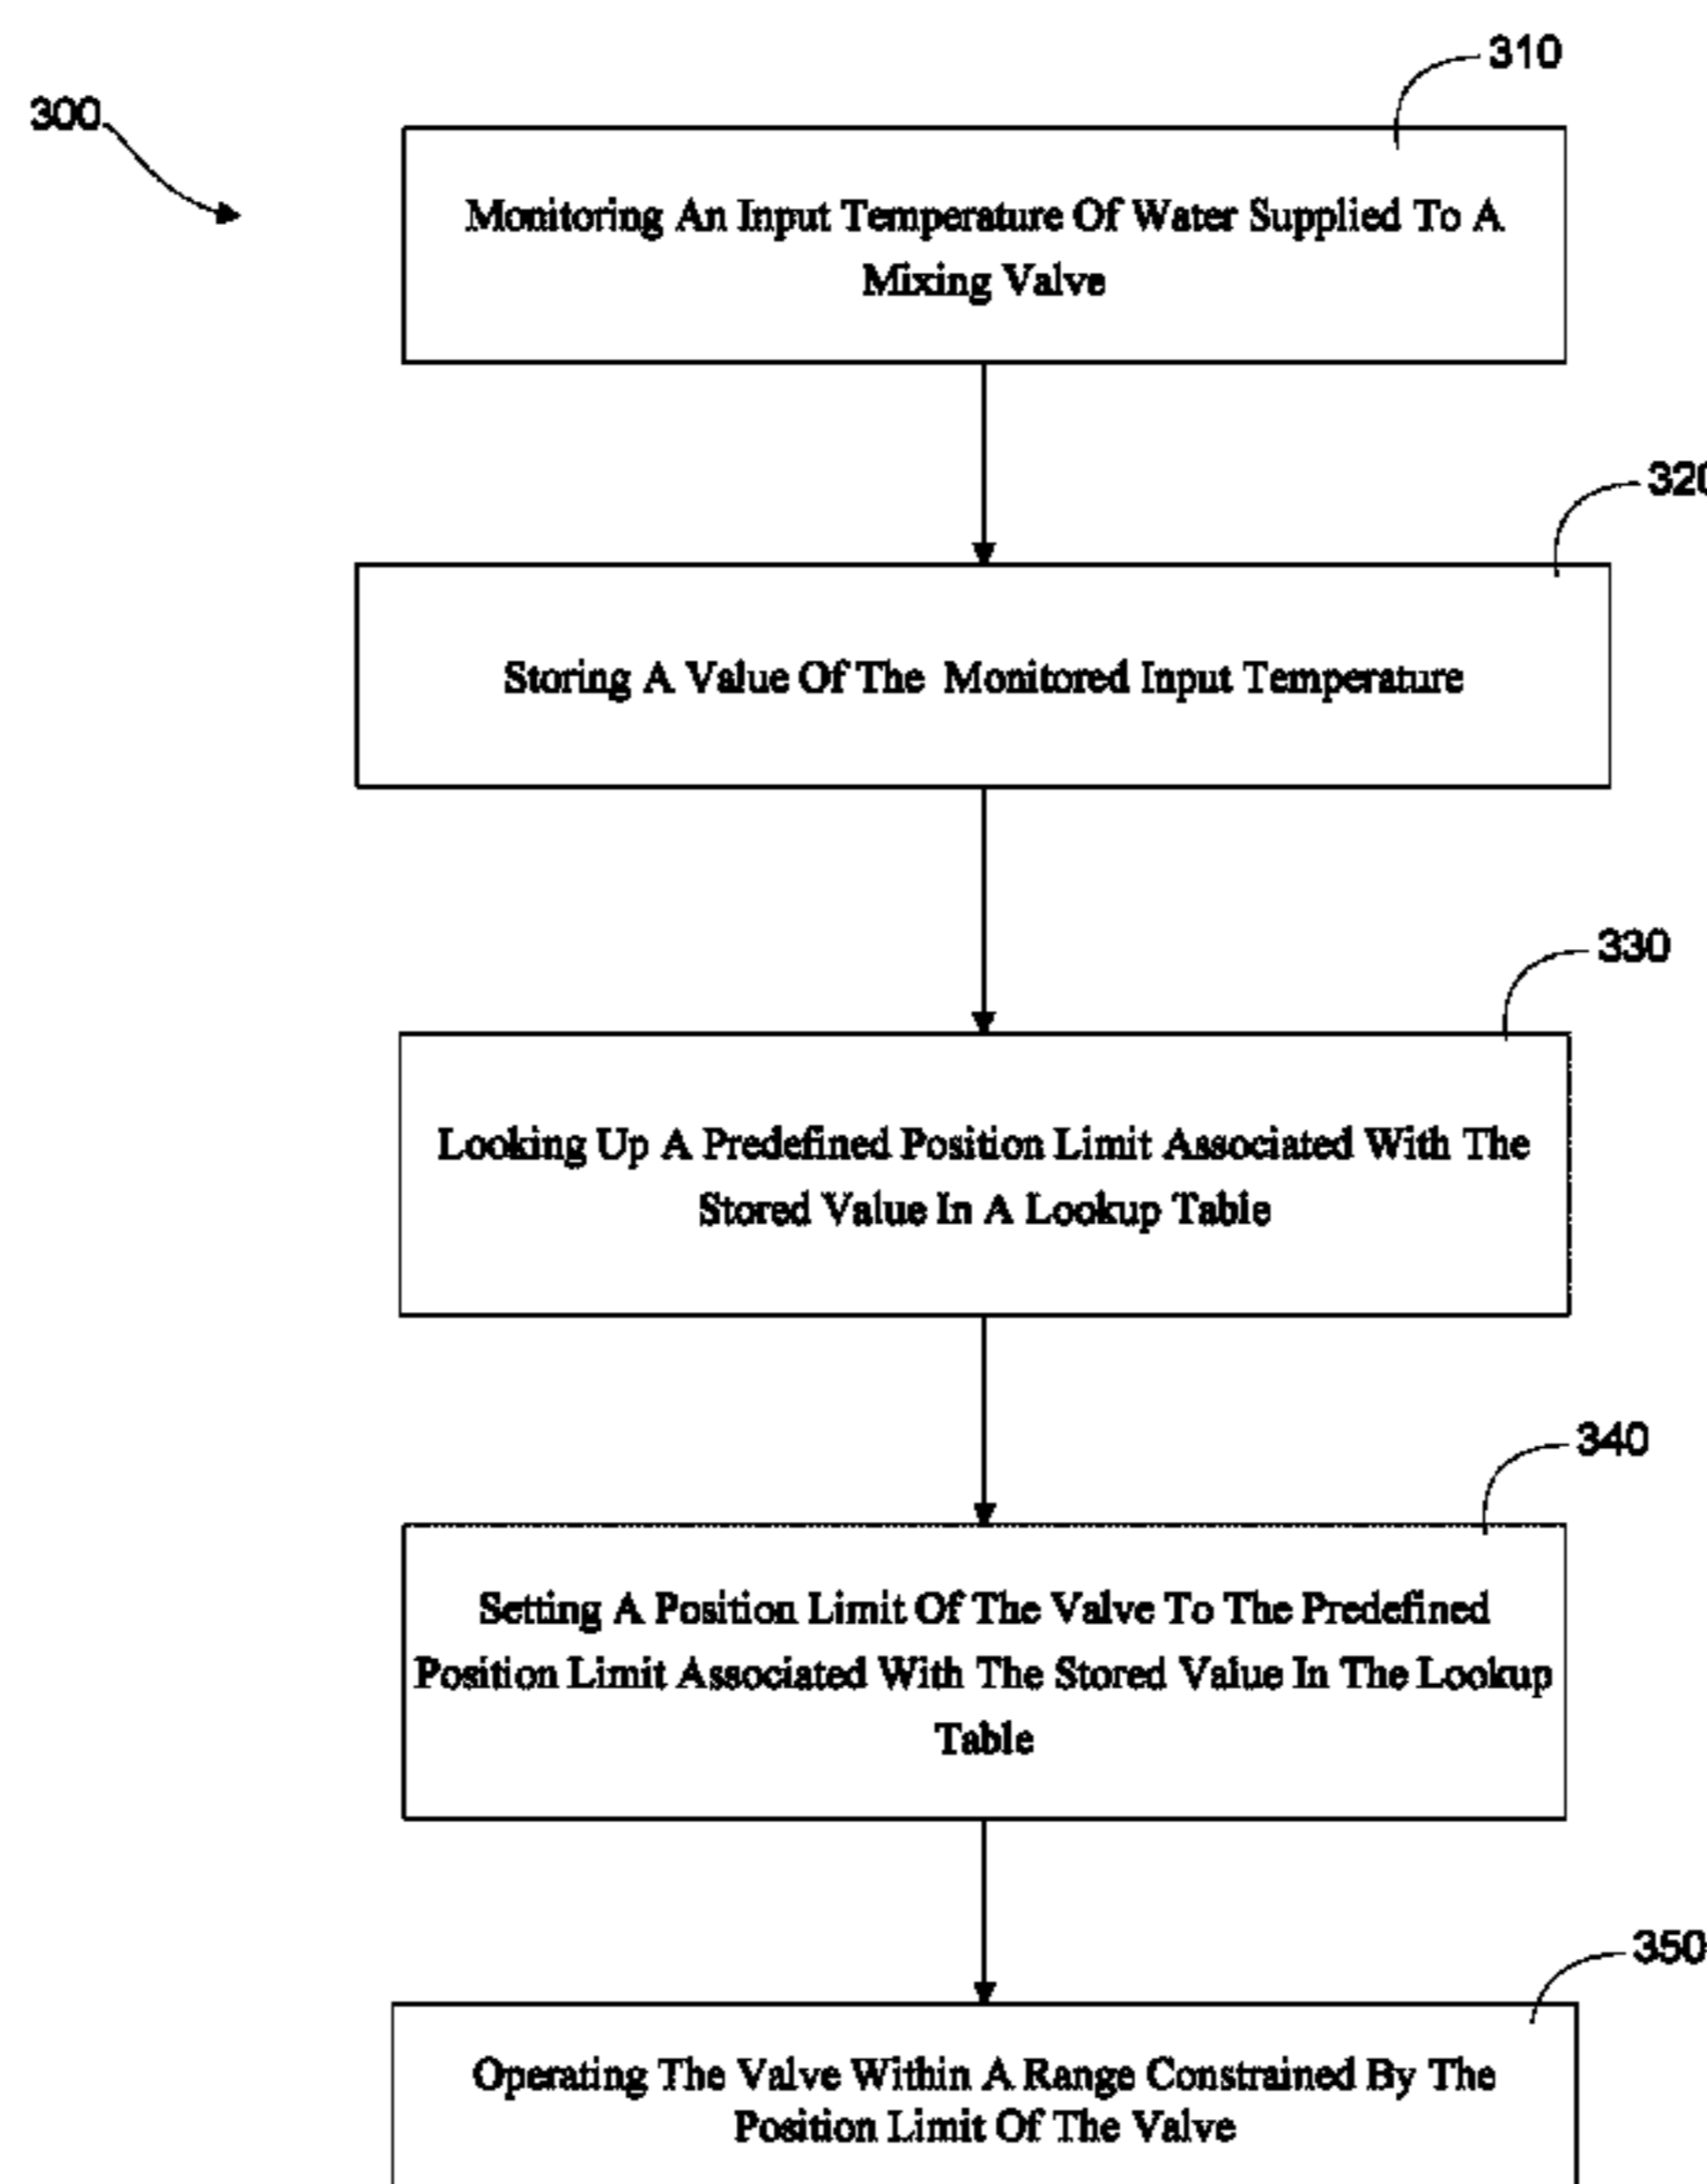 310
300
Monitoring An Input Temperature Of Water Supplied To A
Mixing Valve
320
Storing A Value Of The Monitored Input Temperature
330
Looking Up A Predefined Position Limit Associated With The
Stored Value In A Lookup Table
340
Setting A Position Limit Of The Valve To The Predefined
Position Limit Associated With The Stored Value In The Lookup
Table
350
Operating The Valve Within A Range Constrained By The
Position Limit Of The Valve